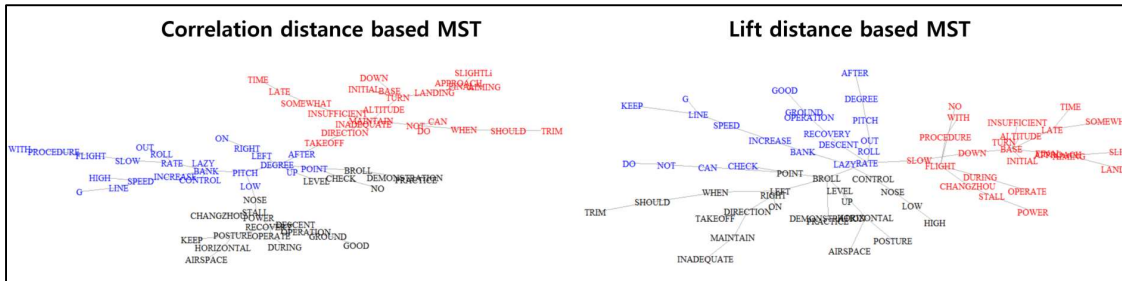 Correlation distance based MST
Lift distance based MST
TIME
LATE
SOMEWHAT
DOWN
INITIAL
BASE
TURN
SLIGHTLi
APPROACH
LANDING
INSUFFICIENT
ALTITUDE
MAINTAIN
INADEQUATE
DIRECTION
TAKEOFF
NOT
CAN
DO
WHEN
SHOULD
TRIM
ON
RIGHT
LEFT
AFTER
WITH
PROCEDURE
FLIGHT
OUT
ROLL
SLOW
RATE
LAZY
BANK
DEGREE
POINT
BROLL
HIGH
SPEED
INCREASE
CONTROL
PITCH
UP
LEVEL
CHECK
DEMONSTRATION
PRACTICE
NO
G
LINE
LOW
NOSE
STALL
CHANGZHOU
POWER
DESCENT
RECOVERY
OPERATION
KEEP
POSTURE
OPERATE
GROUND
HORIZONTAL
DURING
GOOD
AIRSPACE
AFTER
KEEP
G
GOOD
DEGREE
LINE
GROUND
OPERATION
PITCH
SPEED
RECOVERY
OUT
INCREASE
DESCENT
ROLL
BANK
LAZY
RATE
DO
NOT
CAN
CHECK
POINT
NO
WITH
TIME
PROCEDURE
INSUFFICIENT
SOMEWH
ALTITUDE
LATE
TURN
DOWN
BASE
SLOW
INITIAL
SLI
FLIGHT
LAND
DURING
CHANGZHOU
OPERATE
STALL
POWER
BROLL
CONTROL
WHEN
LEFT
LEVEL
NOSE
SHOULD
RIGHT
UP
TRIM
ON
LOW
DIRECTION
TAKEOFF
DEMONSTRATION
HORIZONTAL
PRACTICE
HIGH
MAINTAIN
POSTURE
AIRSPACE
INADEQUATE